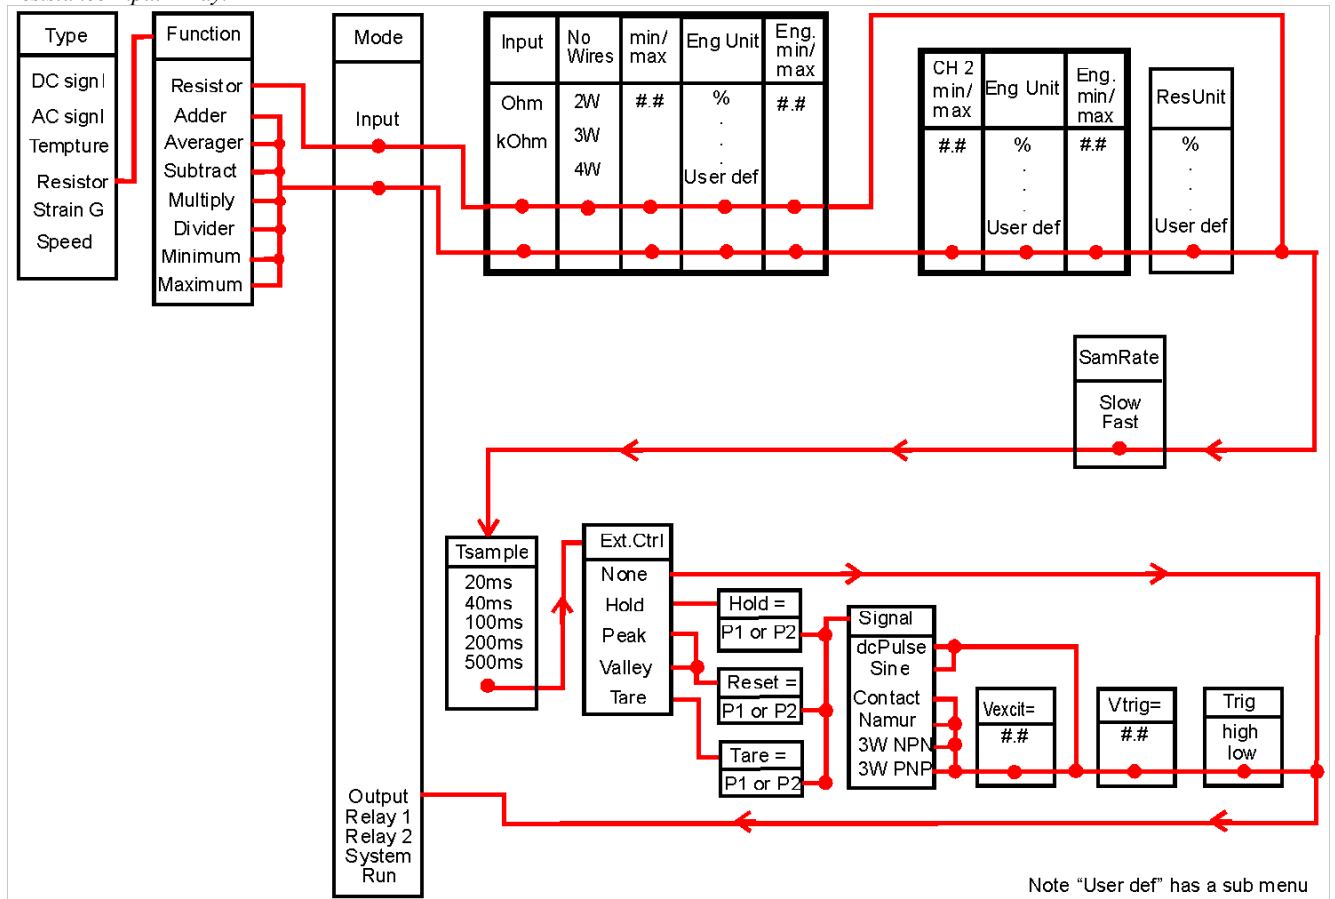 Type
DC signl
AC signl
Tempture
Resistor
Strain G
Speed
Function
Resistor
Adder
Averager
Subtract
Multiply
Divider
Minimum
Maximum
Mode
Input
Output
Relay 1
Relay 2
System
Run
Input
Ohm
kOhm
No
Wires
2W
3W
4W
min/
max
#.#
Eng Unit
%
.
.
.
User def
Eng.
min/
max
#.#
CH 2
min/
max
#.#
Eng Unit
%
.
.
.
User def
Eng.
min/
max
#.#
ResUnit
%
.
.
.
User def
SamRate
Slow
Fast
Tsample
20ms
40ms
100ms
200ms
500ms
Ext.Ctrl
None
Hold
Peak
Valley
Tare
Hold =
P1 or P2
Reset =
P1 or P2
Tare =
P1 or P2
Signal
dcPulse
Sine
Contact
Namur
3W NPN
3W PNP
Vexcit=
#.#
Vtrig=
#.#
Trig
high
low
Note "User def" has a sub menu